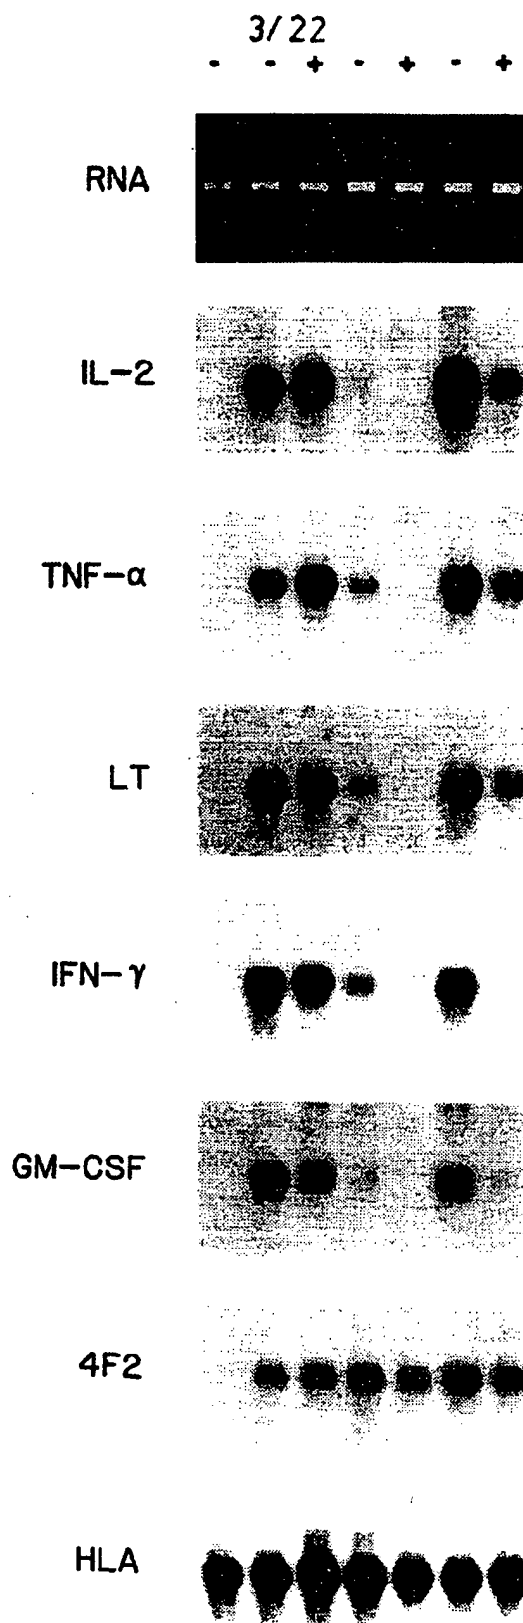 3/22
- - + - + - +
RNA
IL-2
TNF-α
LT
IFN-γ
GM-CSF
4F2
HLA